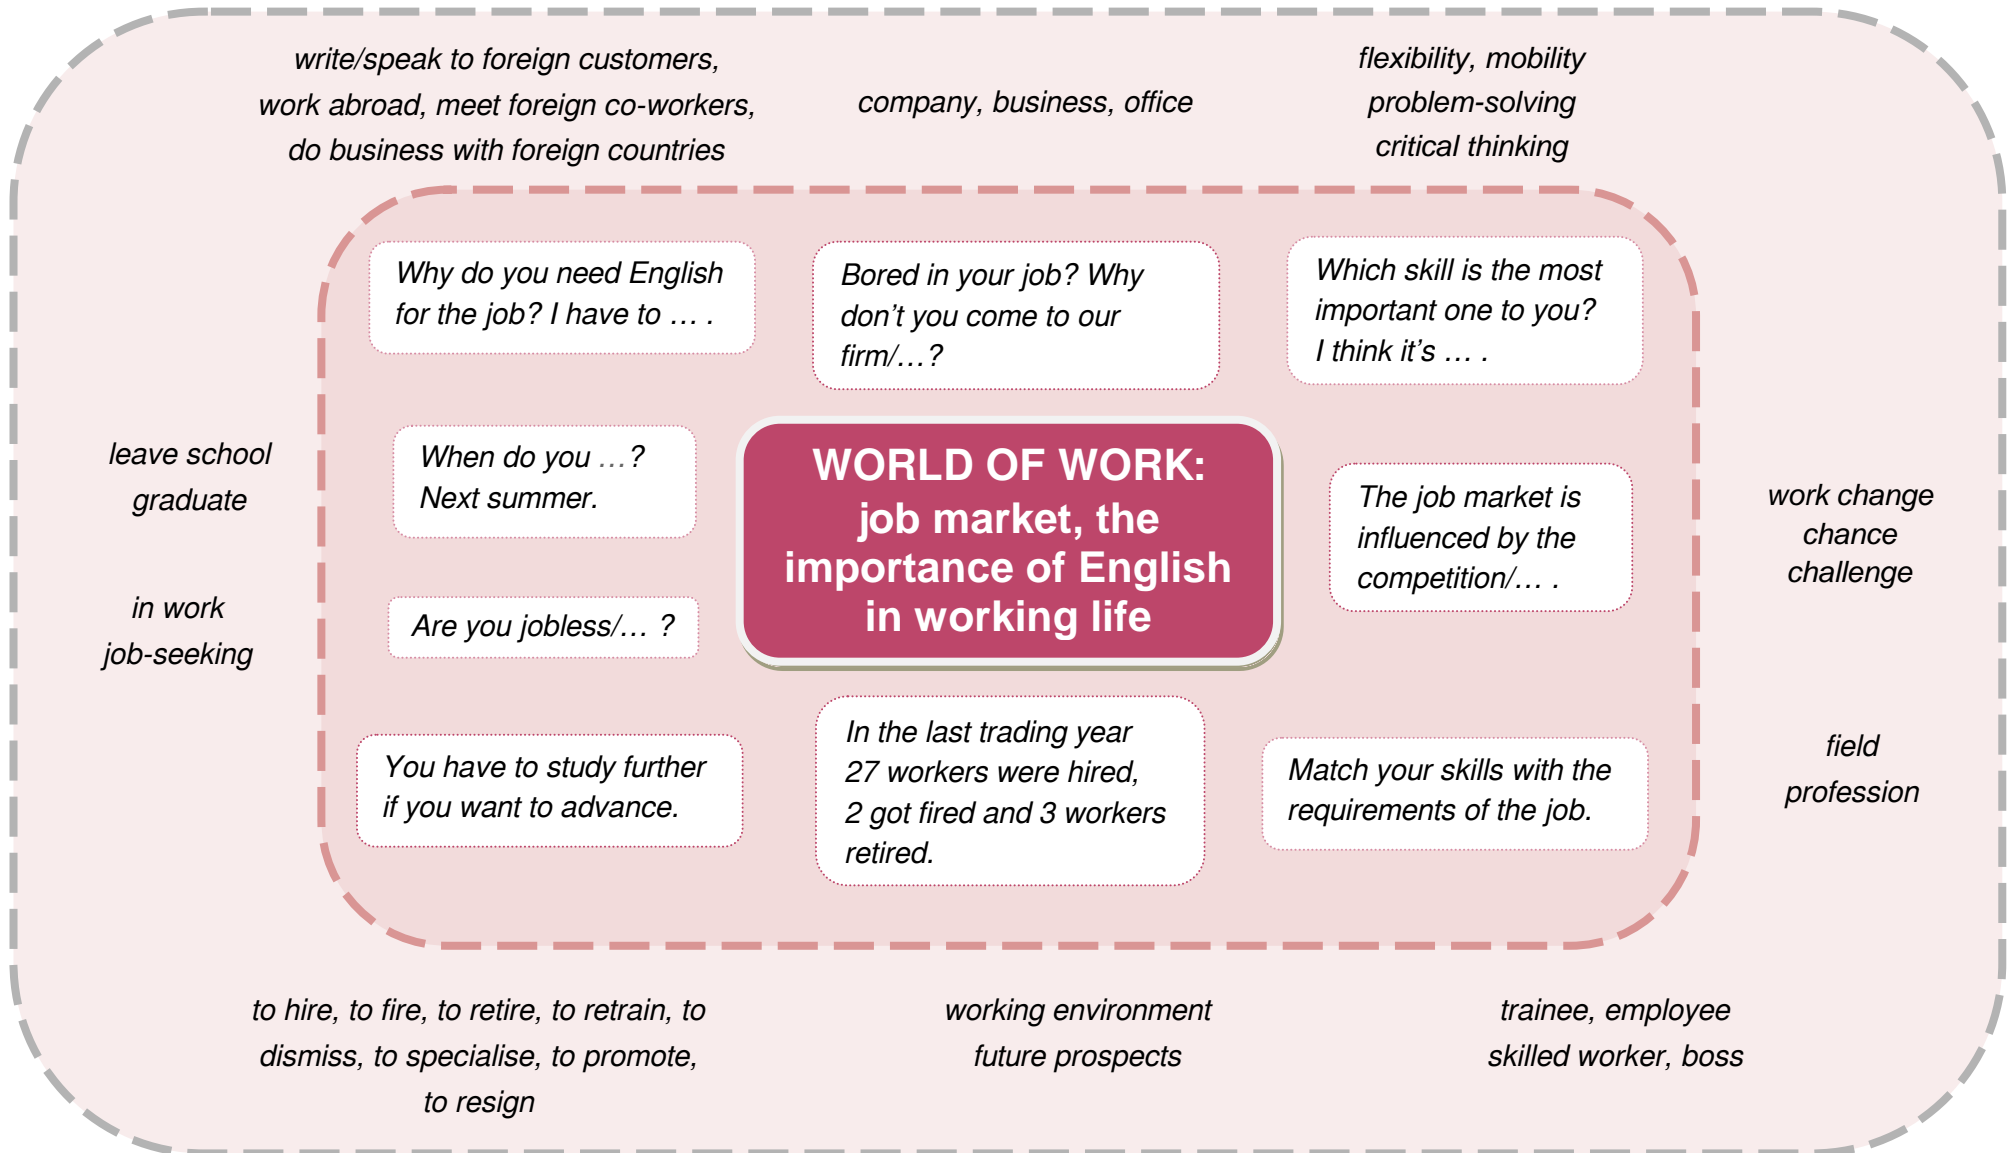 write/speak to foreign customers,
work abroad, meet foreign co-workers,
do business with foreign countries
company, business, office
flexibility, mobility
problem-solving
critical thinking
Why do you need English
for the job? I have to … .
Bored in your job? Why
don't you come to our
firm/…?
Which skill is the most
important one to you?
I think it's … .
leave school
graduate
When do you …?
Next summer.
WORLD OF WORK:
job market, the
importance of English
in working life
The job market is
influenced by the
competition/… .
work change
chance
challenge
in work
job-seeking
Are you jobless/… ?
You have to study further
if you want to advance.
In the last trading year
27 workers were hired,
2 got fired and 3 workers
retired.
Match your skills with the
requirements of the job.
field
profession
to hire, to fire, to retire, to retrain, to
dismiss, to specialise, to promote,
to resign
working environment
future prospects
trainee, employee
skilled worker, boss